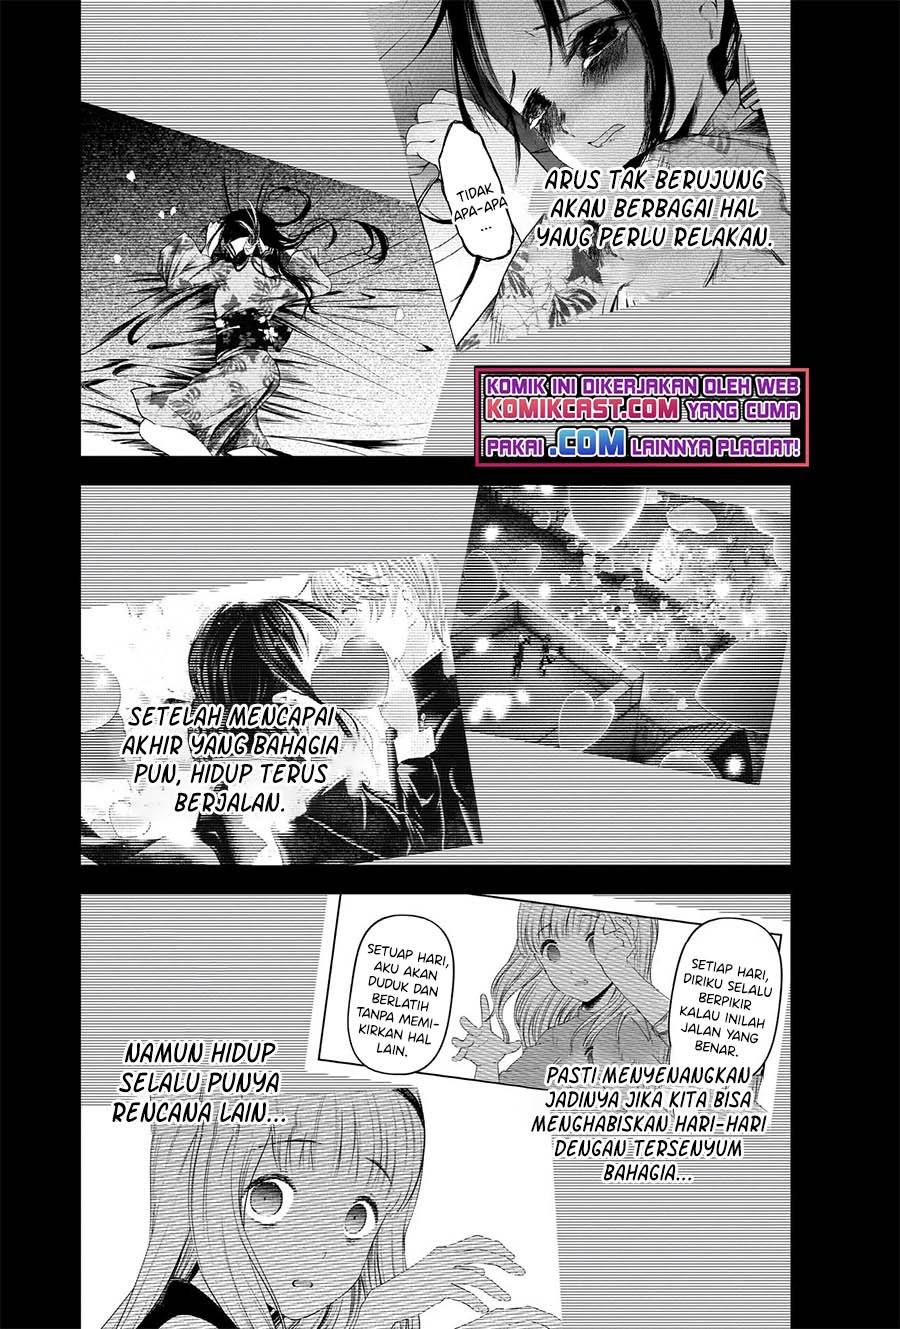 ARUS TAK BERUJUNG
AKAN BERBAGAI HAL
YANG PERLU RELAKAN.
TIDAK
APA-APA
...
KOMIK INI DIKERJAKAN OLEH WEB
KOMIKCAST.COM YANG CUMA
PAKAI .COM LAINNYA PLAGIAT!
SETELAH MENCAPAI
AKHIR YANG BAHAGIA
PUN, HIDUP TERUS
BERJALAN.
SETIAP HARI,
DIRIKU SELALU
BERPIKIR
KALAU INILAH
JALAN YANG
BENAR.
SETUAP HARI,
AKU AKAN
DUDUK DAN
BERLATIH
TANPA MEMI-
KIRKAN HAL
LAIN.
PASTI MENYENANGKAN
JADINYA JIKA KITA BISA
MENGHABISKAN HARI-HARI
DENGAN TERSENYUM
BAHAGIA...
NAMUN HIDUP
SELALU PUNYA
RENCANA LAIN...